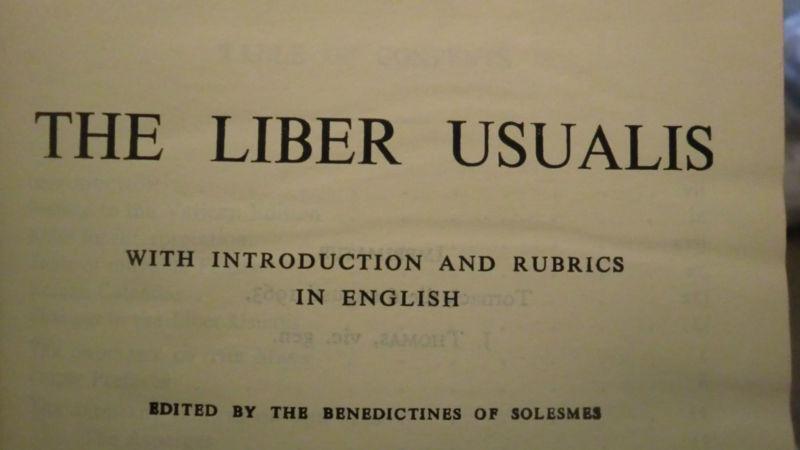 THE LIBER USUALIS
WITH INTRODUCTION AND RUBRICS
IN ENGLISH
EDITED BY THE BENEDICTINES OF SOLESMES